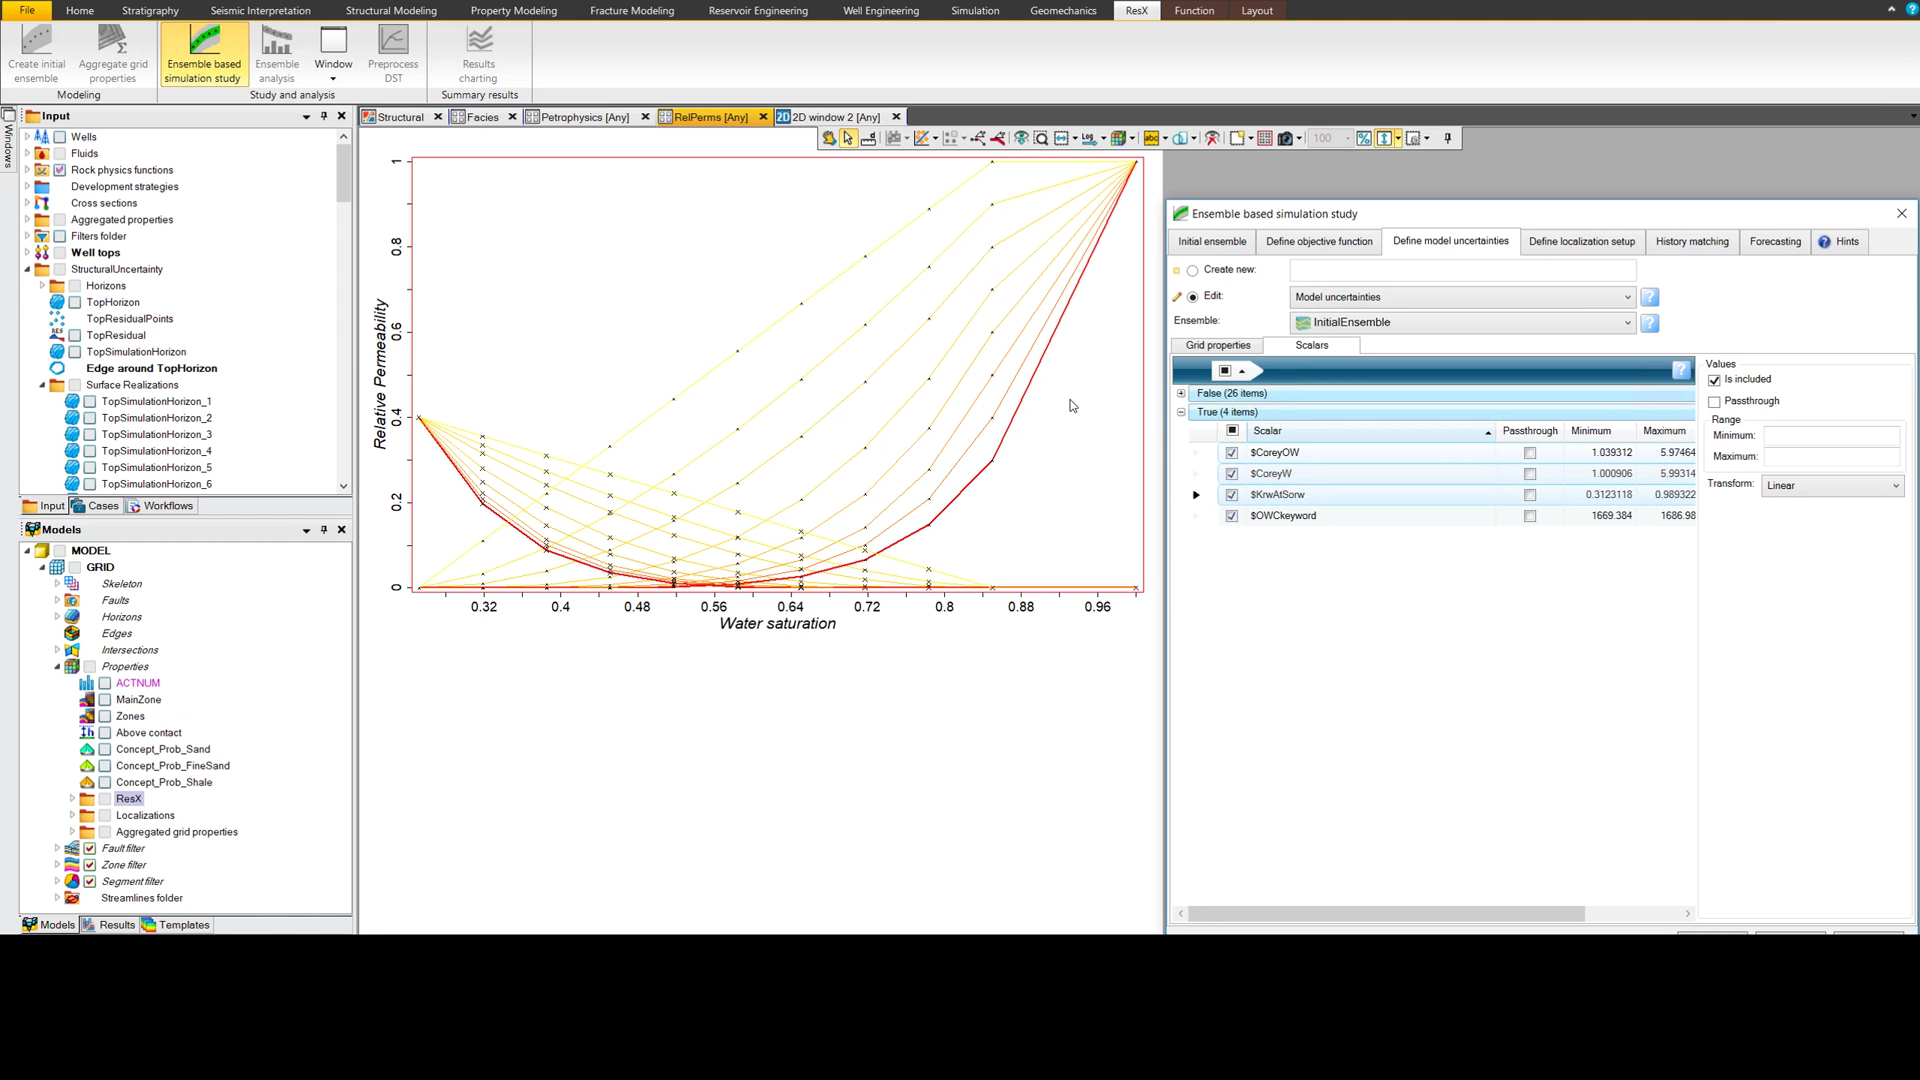 File Home Stratigraphy Seismic Interpretation Structural Modeling Property Modeling Fracture Modeling Reservoir Engineering Well Engineering Simulation Geomechanics ResX Function Layout
Create initial ensemble
Aggregate grid properties
Ensemble based simulation study
Ensemble analysis
Window
Preprocess DST
Results charting
Modeling
Study and analysis
Summary results
Windows
Input
Wells
Fluids
Rock physics functions
Development strategies
Cross sections
Aggregated properties
Filters folder
Well tops
StructuralUncertainty
Horizons
TopHorizon
TopResidualPoints
RES TopResidual
TopSimulationHorizon
Edge around TopHorizon
Surface Realizations
TopSimulationHorizon_1
TopSimulationHorizon_2
TopSimulationHorizon_3
TopSimulationHorizon_4
TopSimulationHorizon_5
TopSimulationHorizon_6
Input Cases Workflows
Models
MODEL
GRID
Skeleton
Faults
Horizons
Edges
Intersections
Properties
ACTNUM
MainZone
Zones
Above contact
Concept_Prob_Sand
Concept_Prob_FineSand
Concept_Prob_Shale
ResX
Localizations
Aggregated grid properties
Fault filter
Zone filter
Segment filter
Streamlines folder
Models Results Templates
Structural Facies Petrophysics [Any] RelPerms [Any] 2D 2D window 2 [Any]
Log abc 100 %
1
0.8
0.6
0.4
0.2
0
Relative Permeability
0.32 0.4 0.48 0.56 0.64 0.72 0.8 0.88 0.96
Water saturation
Ensemble based simulation study
Initial ensemble Define objective function Define model uncertainties Define localization setup History matching Forecasting Hints
Create new:
Edit: Model uncertainties
Ensemble: InitialEnsemble
Grid properties Scalars
False (26 items)
True (4 items)
Scalar Passthrough Minimum Maximum
$CoreyOW 1.039312 5.97464
$CoreyW 1.000906 5.99314
$KrwAtSorw 0.3123118 0.989322
$OWCkeyword 1669.384 1686.98
Values
Is included
Passthrough
Range
Minimum:
Maximum:
Transform: Linear